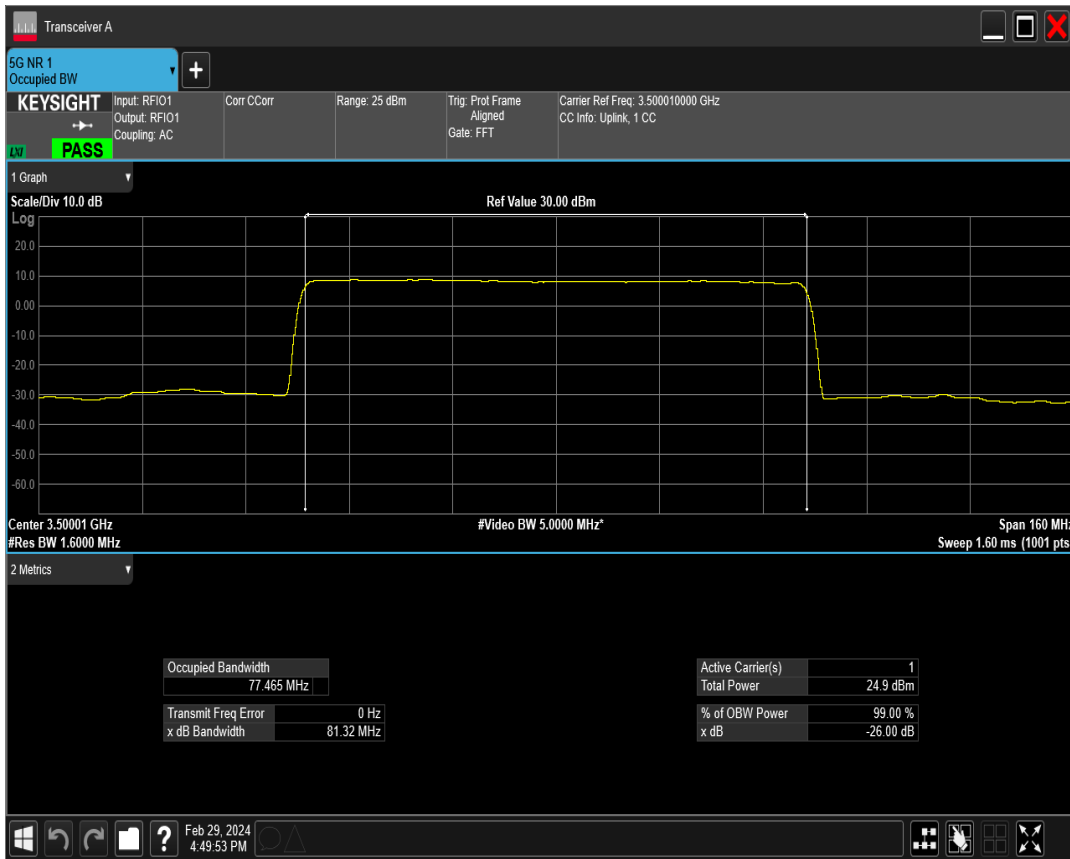 Transceiver A
5G NR 1
Occupied BW
KEYSIGHT
LXI
PASS
Input: RFIO1
Output: RFIO1
Coupling: AC
Corr CCorr
Range: 25 dBm
Trig: Prot Frame
Aligned
Gate: FFT
Carrier Ref Freq: 3.500010000 GHz
CC Info: Uplink, 1 CC
1 Graph
Scale/Div 10.0 dB
Ref Value 30.00 dBm
Log
20.0
10.0
0.00
-10.0
-20.0
-30.0
-40.0
-50.0
-60.0
Center 3.50001 GHz
#Video BW 5.0000 MHz*
Span 160 MHz
#Res BW 1.6000 MHz
Sweep 1.60 ms (1001 pts
2 Metrics
Occupied Bandwidth
77.465 MHz
Transmit Freq Error 0 Hz
x dB Bandwidth 81.32 MHz
Active Carrier(s) 1
Total Power 24.9 dBm
% of OBW Power 99.00 %
x dB -26.00 dB
?
Feb 29, 2024
4:49:53 PM